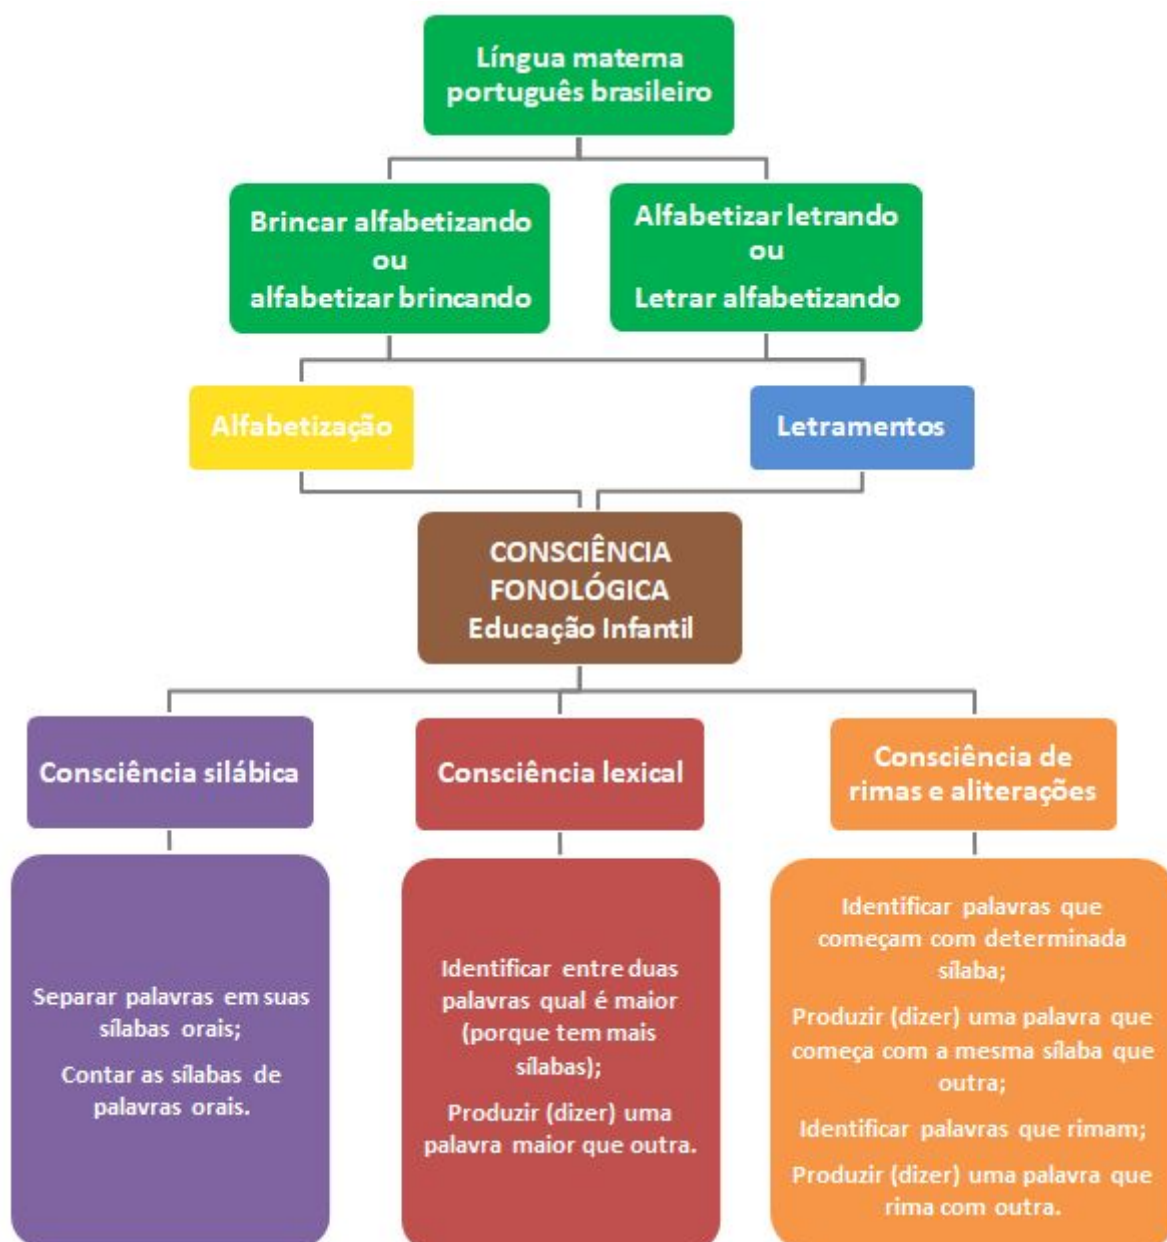 Língua materna
português brasileiro
Brincar alfabetizando
ou
alfabetizar brincando
Alfabetizar letrando
ou
Letrar alfabetizando
Alfabetização
Letramentos
CONSCIÊNCIA
FONOLÓGICA
Educação Infantil
Consciência silábica
Consciência lexical
Consciência de
rimas e aliterações
Separar palavras em suas
sílabas orais;
Contar as sílabas de
palavras orais.
Identificar entre duas
palavras qual é maior
(porque tem mais
sílabas);
Produzir (dizer) uma
palavra maior que outra.
Identificar palavras que
começam com determinada
sílaba;
Produzir (dizer) uma palavra que
começa com a mesma sílaba que
outra;
Identificar palavras que rimam;
Produzir (dizer) uma palavra que
rima com outra.